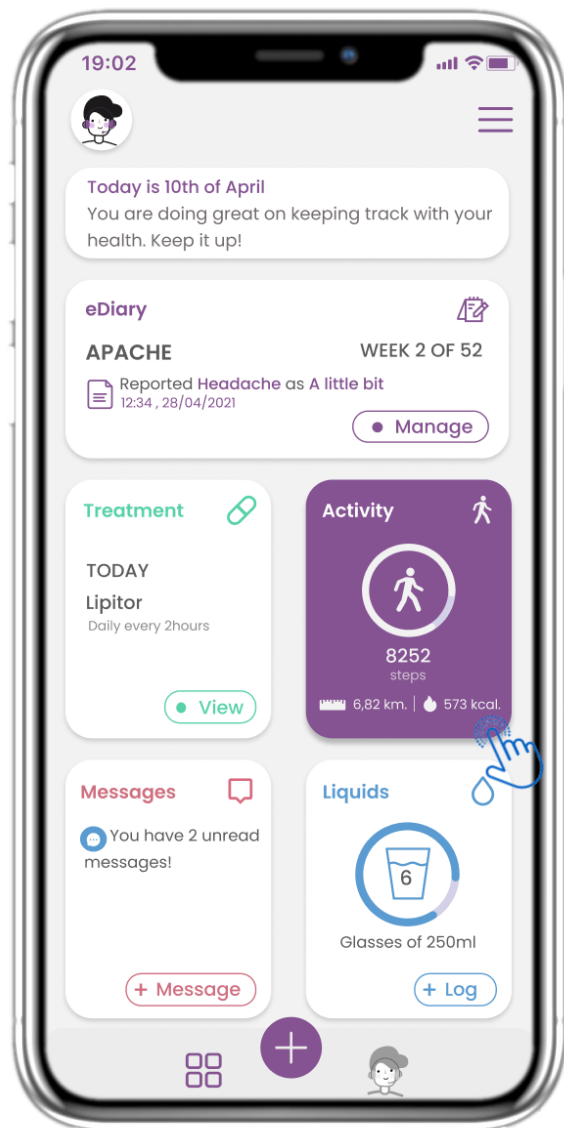 19:02
Today is 10th of April
You are doing great on keeping track with your
health. Keep it up!
eDiary
APACHE
WEEK 2 OF 52
Reported Headache as A little bit
12:34 , 28/04/2021
Manage
Treatment
TODAY
Lipitor
Daily every 2hours
View
Activity
8252
steps
6,82 km. | 573 kcal.
Messages
You have 2 unread
messages!
+ Message
Liquids
6
Glasses of 250ml
+ Log